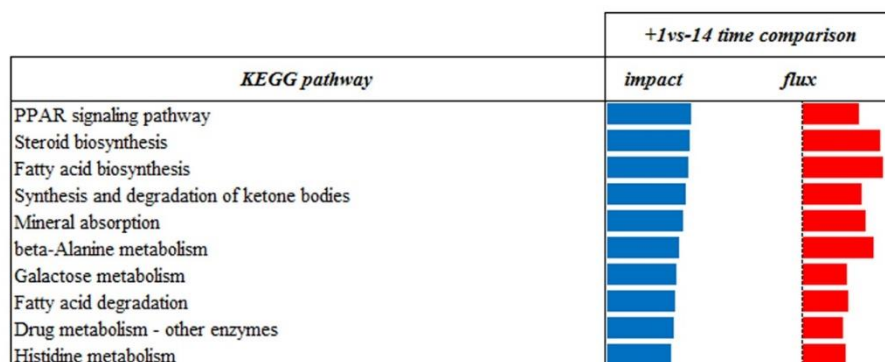 +1vs-14 time comparison
KEGG pathway impact flux
PPAR signaling pathway
Steroid biosynthesis
Fatty acid biosynthesis
Synthesis and degradation of ketone bodies
Mineral absorption
beta-Alanine metabolism
Galactose metabolism
Fatty acid degradation
Drug metabolism - other enzymes
Histidine metabolism